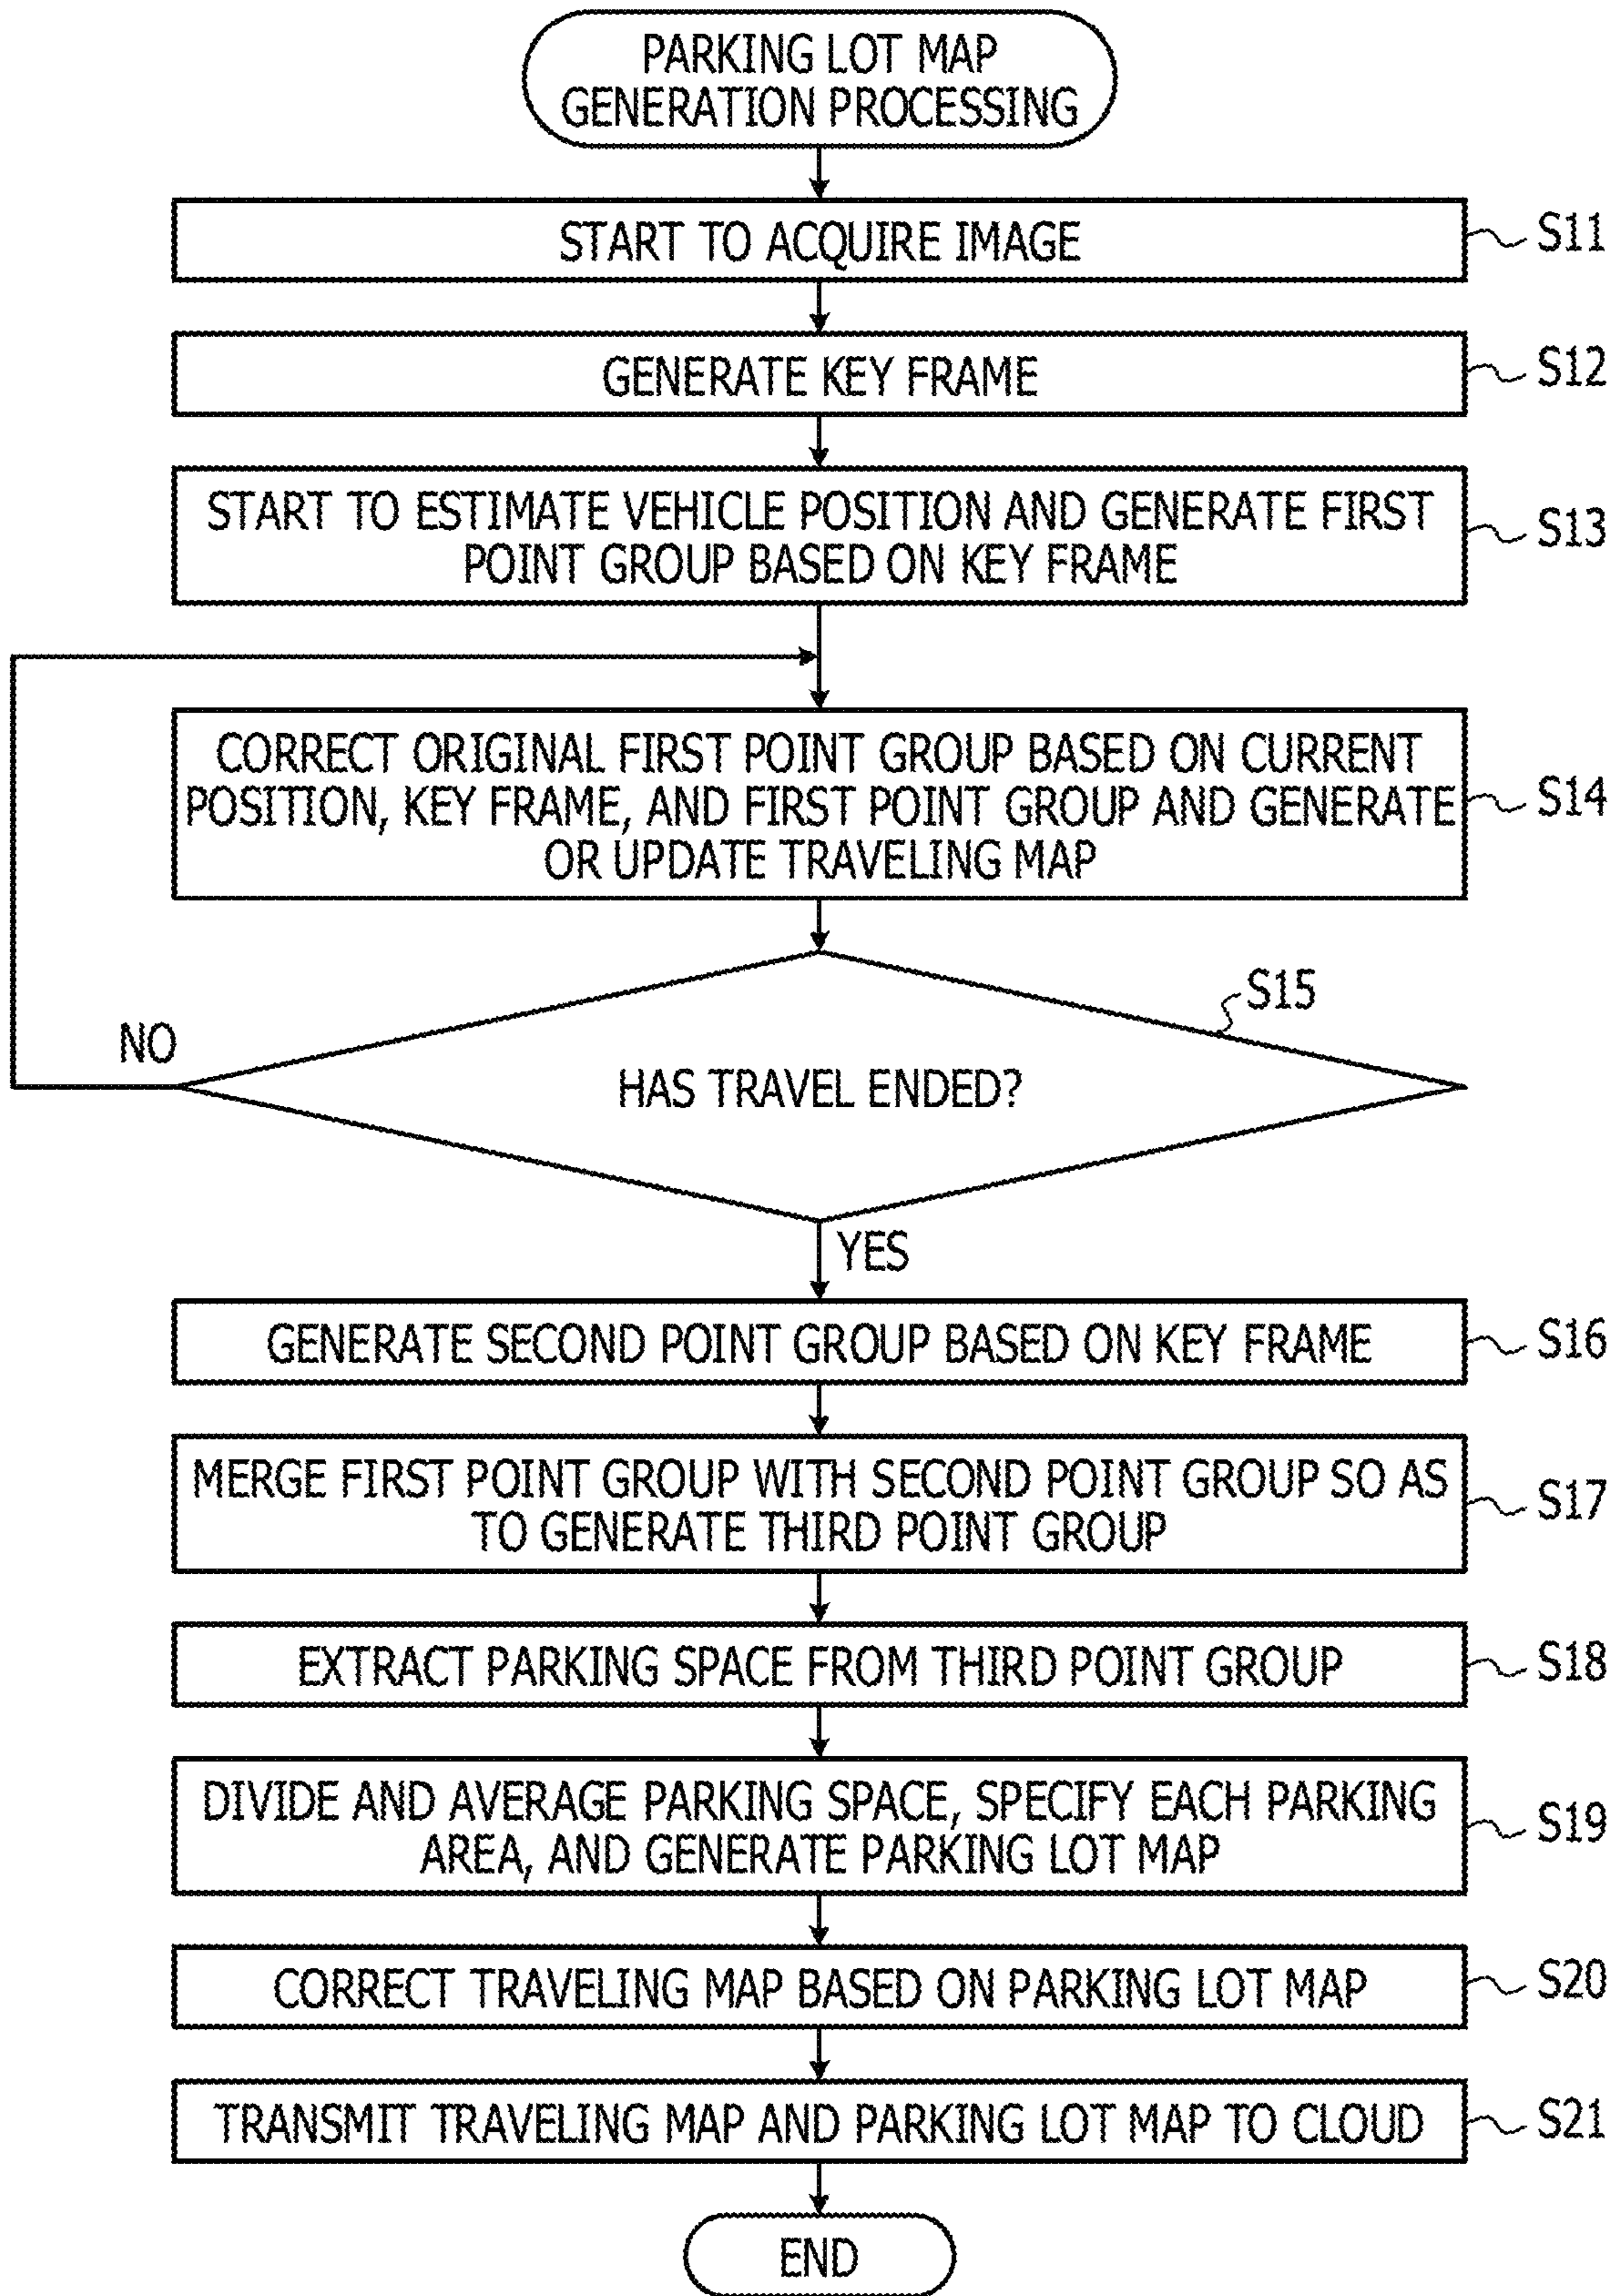 PARKING LOT MAP
GENERATION PROCESSING
START TO ACQUIRE IMAGE
S11
GENERATE KEY FRAME
S12
START TO ESTIMATE VEHICLE POSITION AND GENERATE FIRST
POINT GROUP BASED ON KEY FRAME
S13
CORRECT ORIGINAL FIRST POINT GROUP BASED ON CURRENT
POSITION, KEY FRAME, AND FIRST POINT GROUP AND GENERATE
OR UPDATE TRAVELING MAP
S14
S15
NO
HAS TRAVEL ENDED?
YES
GENERATE SECOND POINT GROUP BASED ON KEY FRAME
S16
MERGE FIRST POINT GROUP WITH SECOND POINT GROUP SO AS
TO GENERATE THIRD POINT GROUP
S17
EXTRACT PARKING SPACE FROM THIRD POINT GROUP
S18
DIVIDE AND AVERAGE PARKING SPACE, SPECIFY EACH PARKING
AREA, AND GENERATE PARKING LOT MAP
S19
CORRECT TRAVELING MAP BASED ON PARKING LOT MAP
S20
TRANSMIT TRAVELING MAP AND PARKING LOT MAP TO CLOUD
S21
END